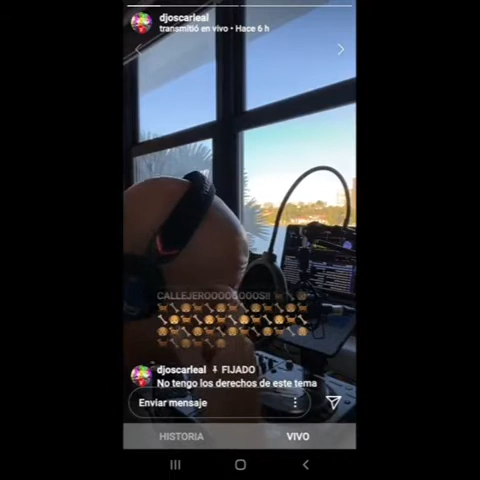 djoscarleal
transmitió en vivo • Hace 6 h
CALLEJEROOOOOOOOS!!
djoscarleal FIJADO
No tengo los derechos de este tema
Enviar mensaje
HISTORIA VIVO